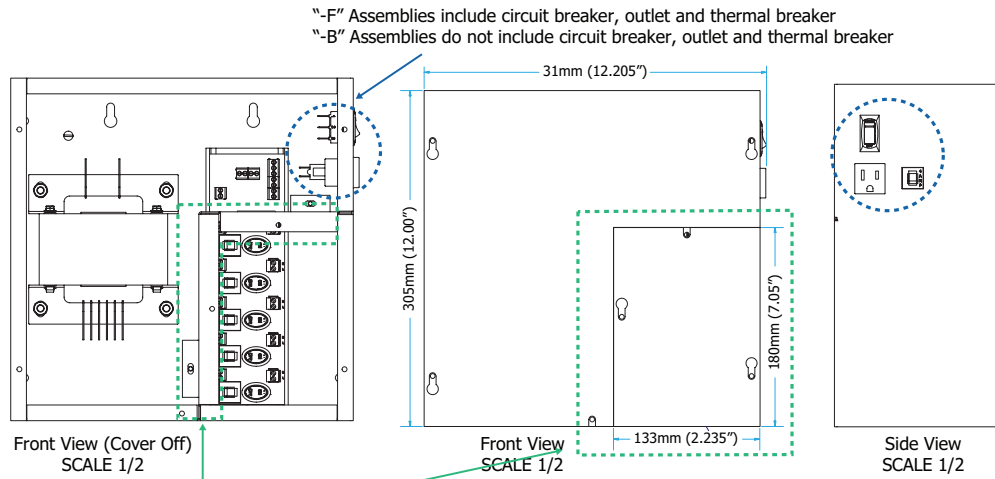 “-F” Assemblies include circuit breaker, outlet and thermal breaker
“-B” Assemblies do not include circuit breaker, outlet and thermal breaker
31mm (12.205”)
305mm (12.00”)
180mm (7.05”)
133mm (2.235”)
Front View (Cover Off)
SCALE 1/2
Front View
SCALE 1/2
Side View
SCALE 1/2